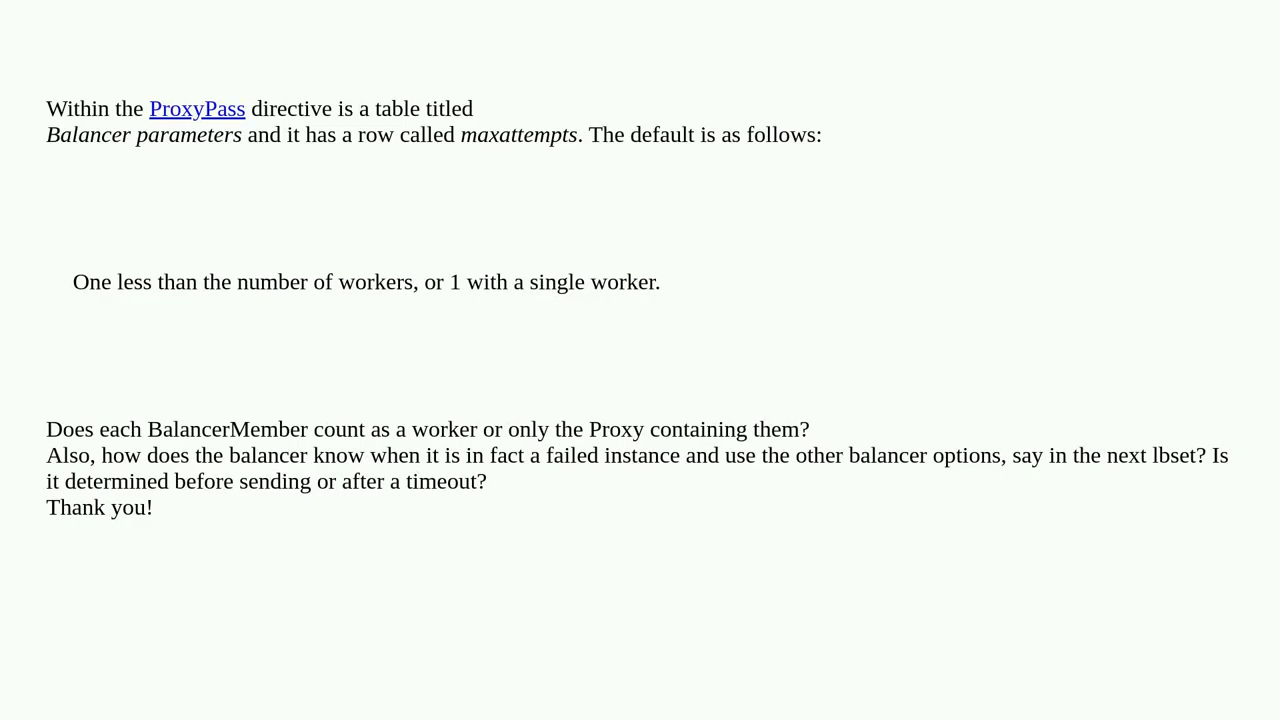 Within the ProxyPass directive is a table titled
Balancer parameters and it has a row called maxattempts. The default is as follows:
One less than the number of workers, or 1 with a single worker.
Does each BalancerMember count as a worker or only the Proxy containing them?
Also, how does the balancer know when it is in fact a failed instance and use the other balancer options, say in the next lbset? Is
it determined before sending or after a timeout?
Thank you!